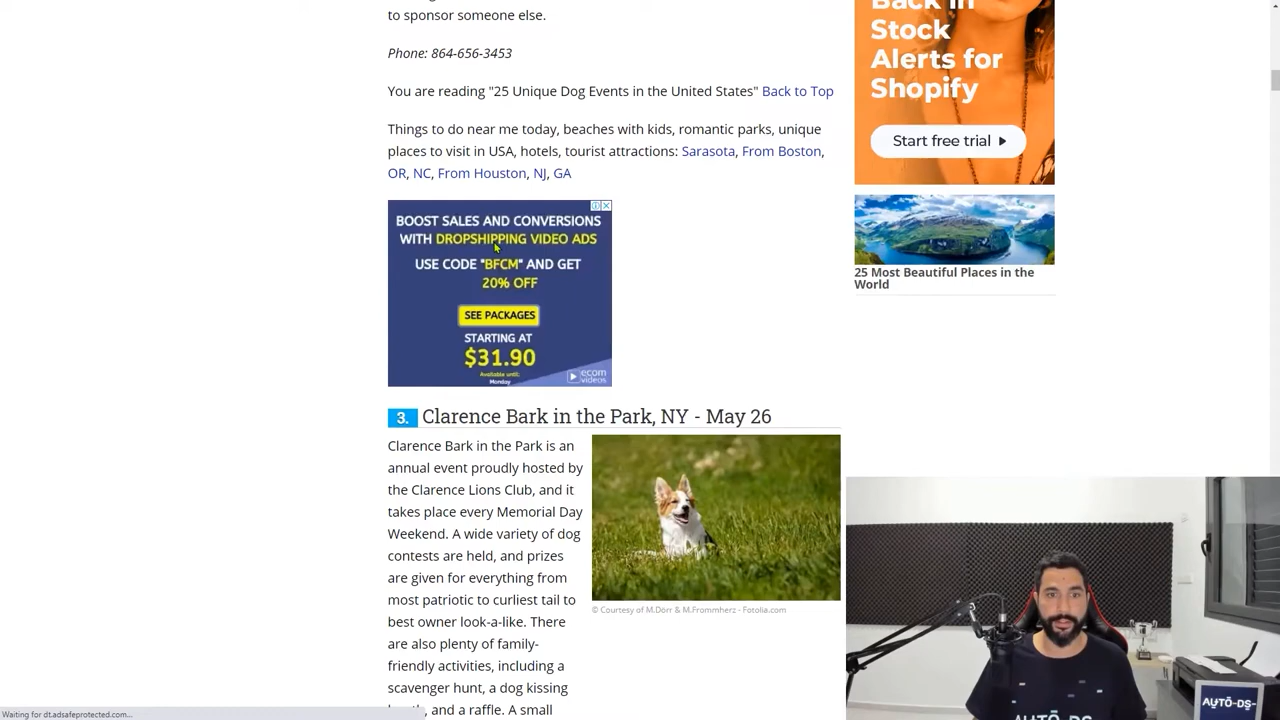 to sponsor someone else.
Phone: 864-656-3453
You are reading "25 Unique Dog Events in the United States" Back to Top
Things to do near me today, beaches with kids, romantic parks, unique
places to visit in USA, hotels, tourist attractions: Sarasota, From Boston,
OR, NC, From Houston, NJ, GA
BOOST SALES AND CONVERSIONS
WITH DROPSHIPPING VIDEO ADS
USE CODE "BFCM" AND GET
20% OFF
SEE PACKAGES
STARTING AT
$31.90
Available until:
Monday
ecom
videos
3. Clarence Bark in the Park, NY - May 26
Clarence Bark in the Park is an
annual event proudly hosted by
the Clarence Lions Club, and it
takes place every Memorial Day
Weekend. A wide variety of dog
contests are held, and prizes
are given for everything from
most patriotic to curliest tail to
best owner look-a-like. There
are also plenty of family-
friendly activities, including a
scavenger hunt, a dog kissing
, and a raffle. A small
© Courtesy of M.Dörr & M.Frommherz - Fotolia.com
Back in
Stock
Alerts for
Shopify
Start free trial
25 Most Beautiful Places in the
World
AUTO-DS
AUTO-DS-
Waiting for dt.adsafeprotected.com...